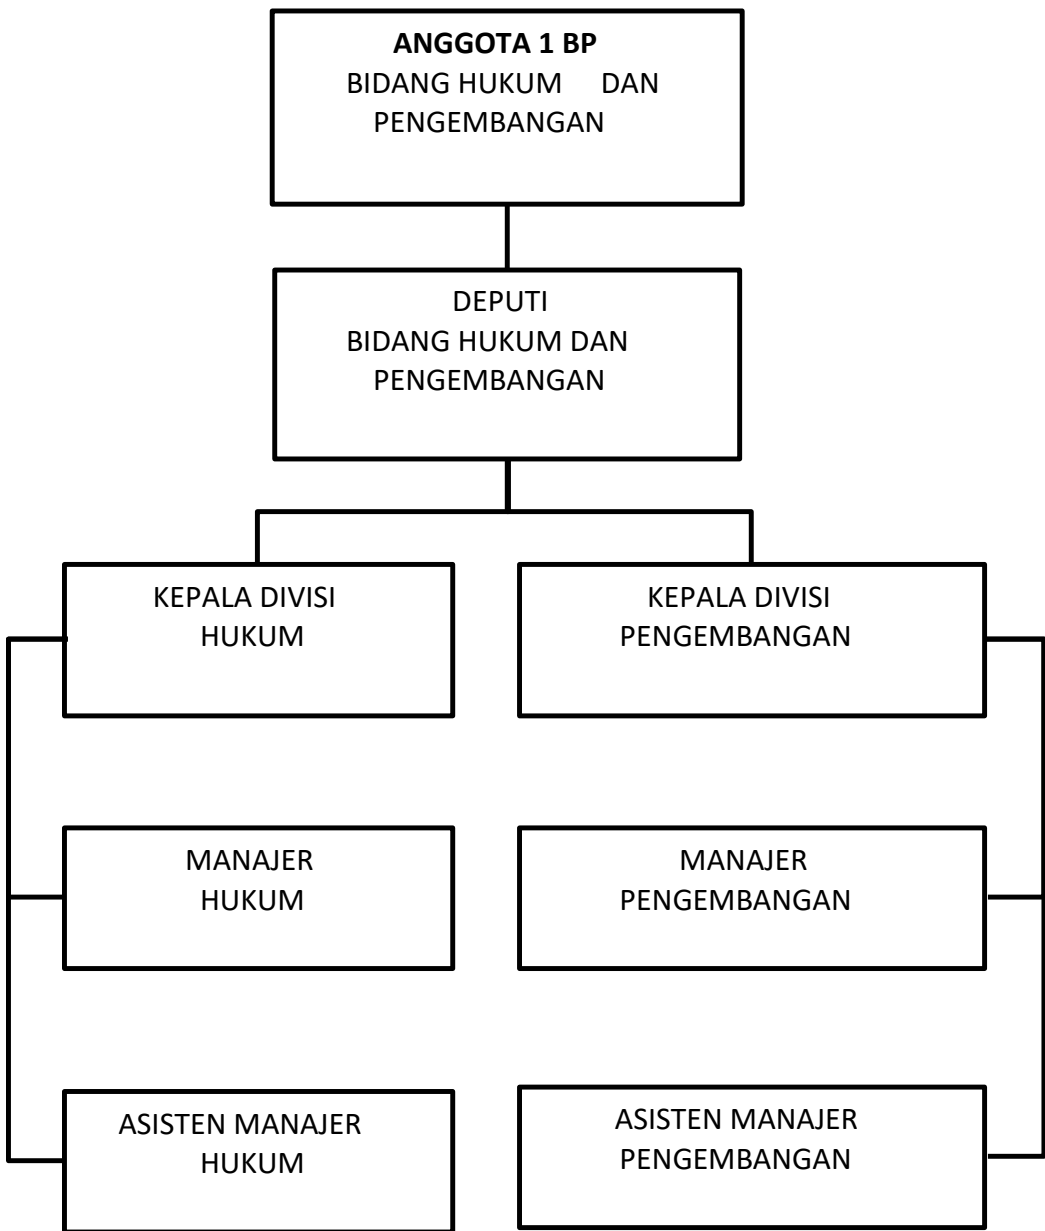 ANGGOTA 1 BP
BIDANG HUKUM DAN
PENGEMBANGAN
DEPUTI
BIDANG HUKUM DAN
PENGEMBANGAN
KEPALA DIVISI
HUKUM
KEPALA DIVISI
PENGEMBANGAN
MANAJER
HUKUM
MANAJER
PENGEMBANGAN
ASISTEN MANAJER
HUKUM
ASISTEN MANAJER
PENGEMBANGAN